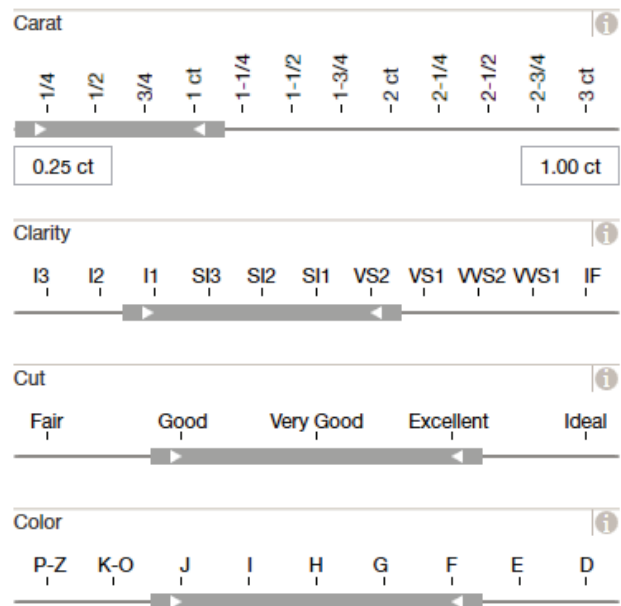 Carat
1/4 1/2 3/4 1 ct 1-1/4 1-1/2 1-3/4 2 ct 2-1/4 2-1/2 2-3/4 3 ct
0.25 ct 1.00 ct
Clarity
I3 I2 I1 SI3 SI2 SI1 VS2 VS1 VVS2 VVS1 IF
Cut
Fair Good Very Good Excellent Ideal
Color
P-Z K-O J I H G F E D